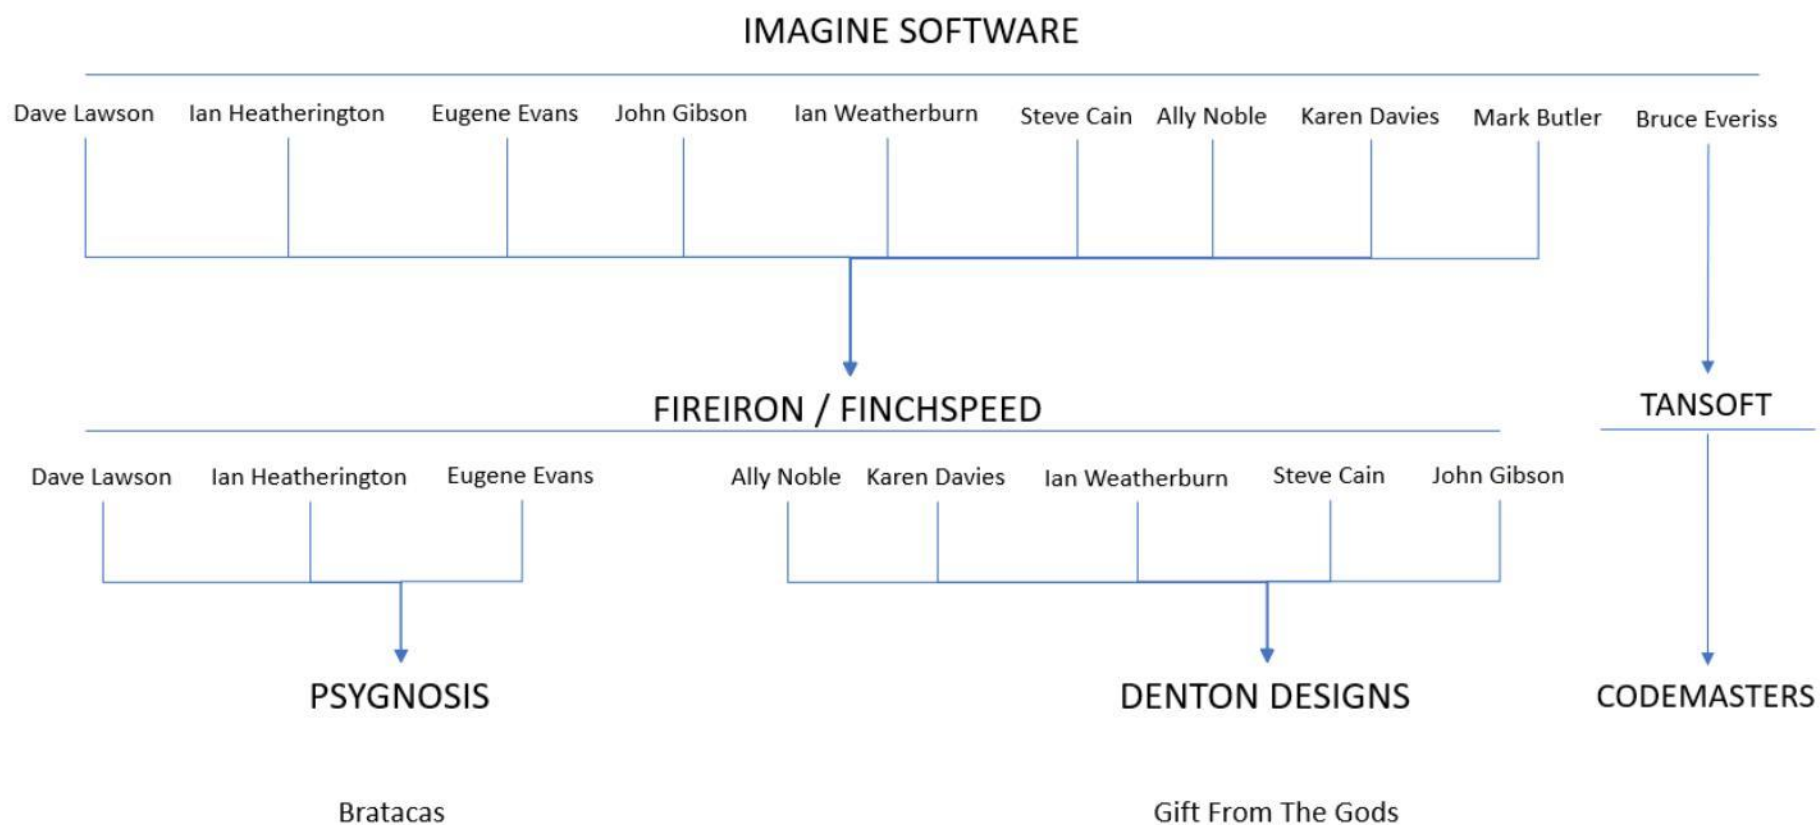 IMAGINE SOFTWARE
Dave Lawson Ian Heatherington Eugene Evans John Gibson Ian Weatherburn Steve Cain Ally Noble Karen Davies Mark Butler Bruce Everiss
FIREIRON / FINCHSPEED TANSOFT
Dave Lawson Ian Heatherington Eugene Evans Ally Noble Karen Davies Ian Weatherburn Steve Cain John Gibson
PSYGNOSIS DENTON DESIGNS CODEMASTERS
Bratacas Gift From The Gods